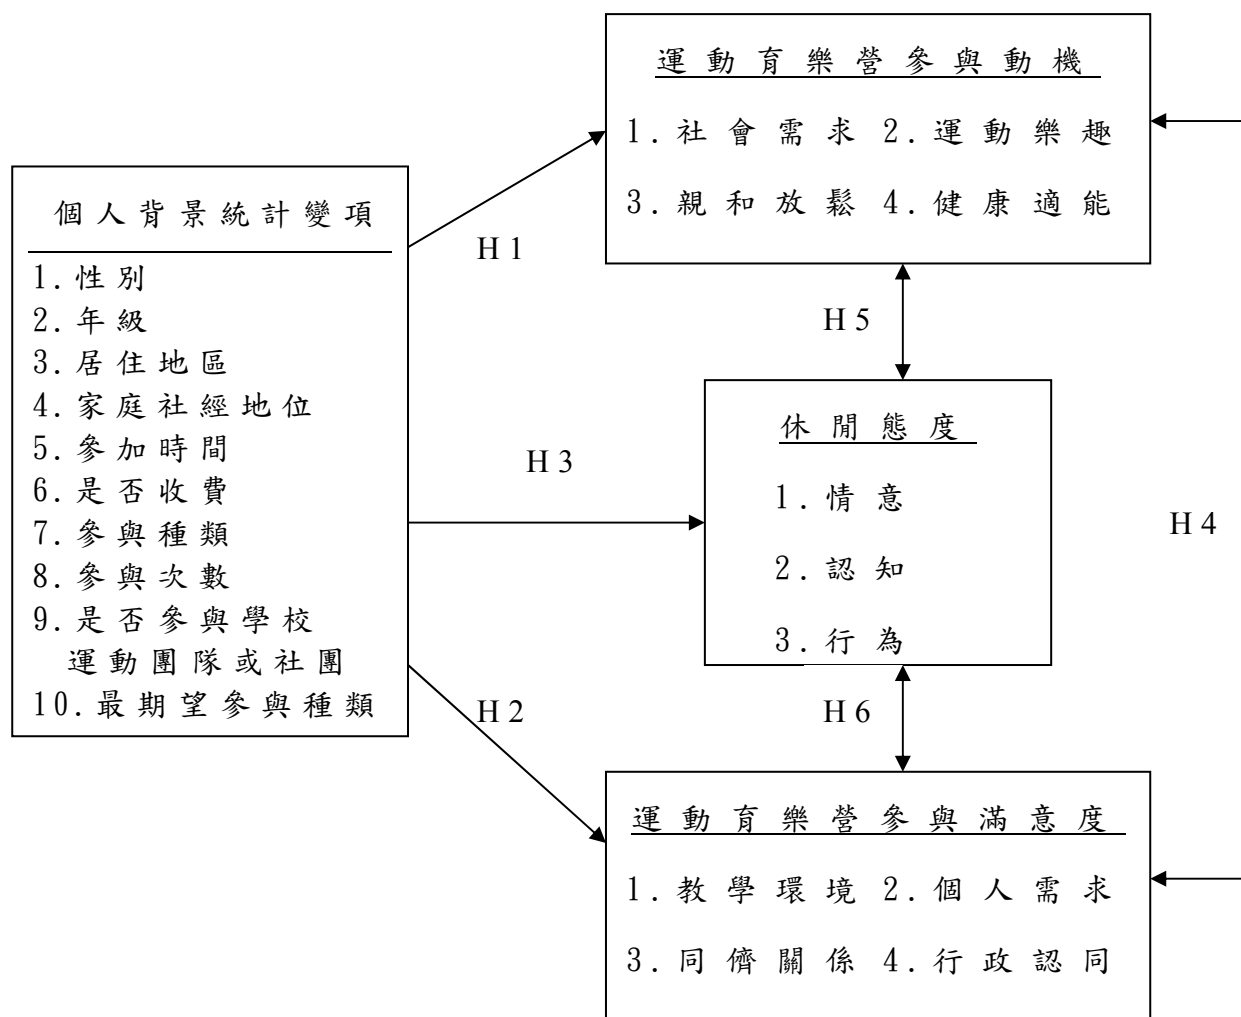 運動育樂營參與動機
1.社會需求 2.運動樂趣
3.親和放鬆 4.健康適能
個人背景統計變項
1.性別
2.年級
3.居住地區
4.家庭社經地位
5.參加時間
6.是否收費
7.參與種類
8.參與次數
9.是否參與學校
運動團隊或社團
10.最期望參與種類
H1
H5
休閒態度
1.情意
2.認知
3.行為
H3
H4
H2
H6
運動育樂營參與滿意度
1.教學環境 2.個人需求
3.同儕關係 4.行政認同